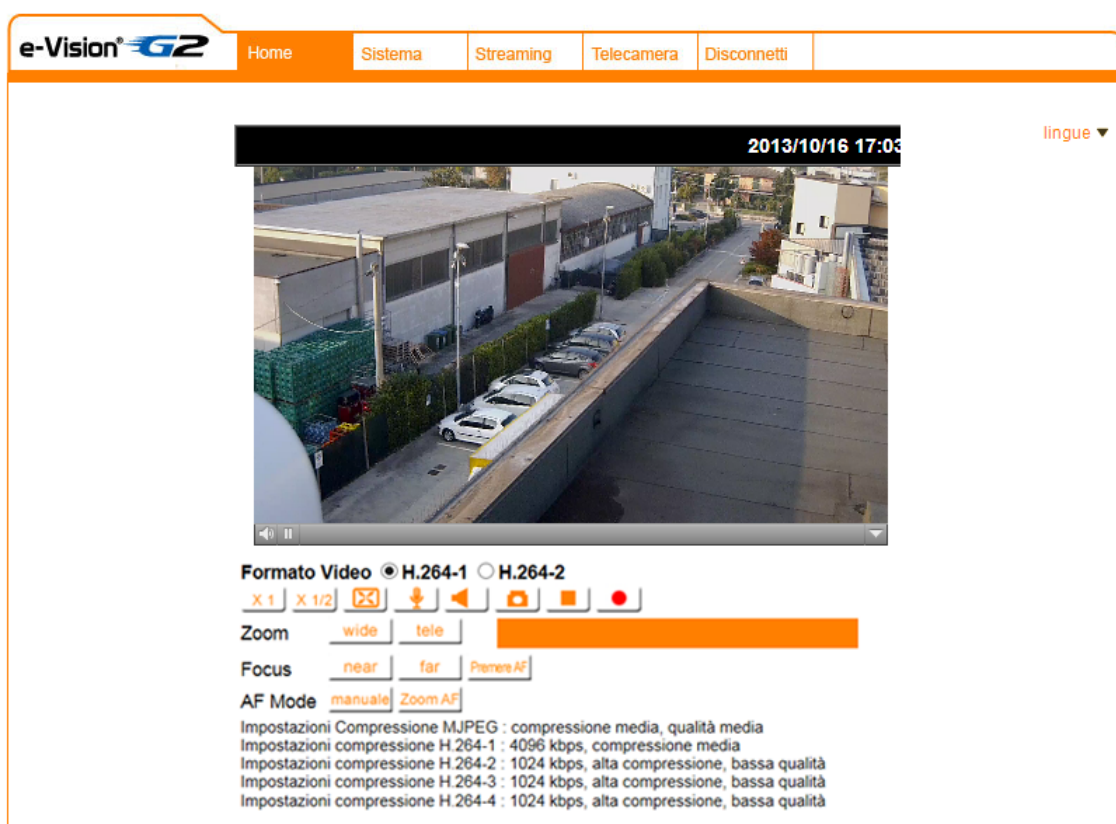 e-Vision® G2
Home Sistema Streaming Telecamera Disconnetti
lingue
2013/10/16 17:03
Formato Video H.264-1 H.264-2
X 1 X 1/2
Zoom wide tele
Focus near far Premere AF
AF Mode manuale Zoom AF
Impostazioni Compressione MJPEG : compressione media, qualità media
Impostazioni compressione H.264-1 : 4096 kbps, compressione media
Impostazioni compressione H.264-2 : 1024 kbps, alta compressione, bassa qualità
Impostazioni compressione H.264-3 : 1024 kbps, alta compressione, bassa qualità
Impostazioni compressione H.264-4 : 1024 kbps, alta compressione, bassa qualità